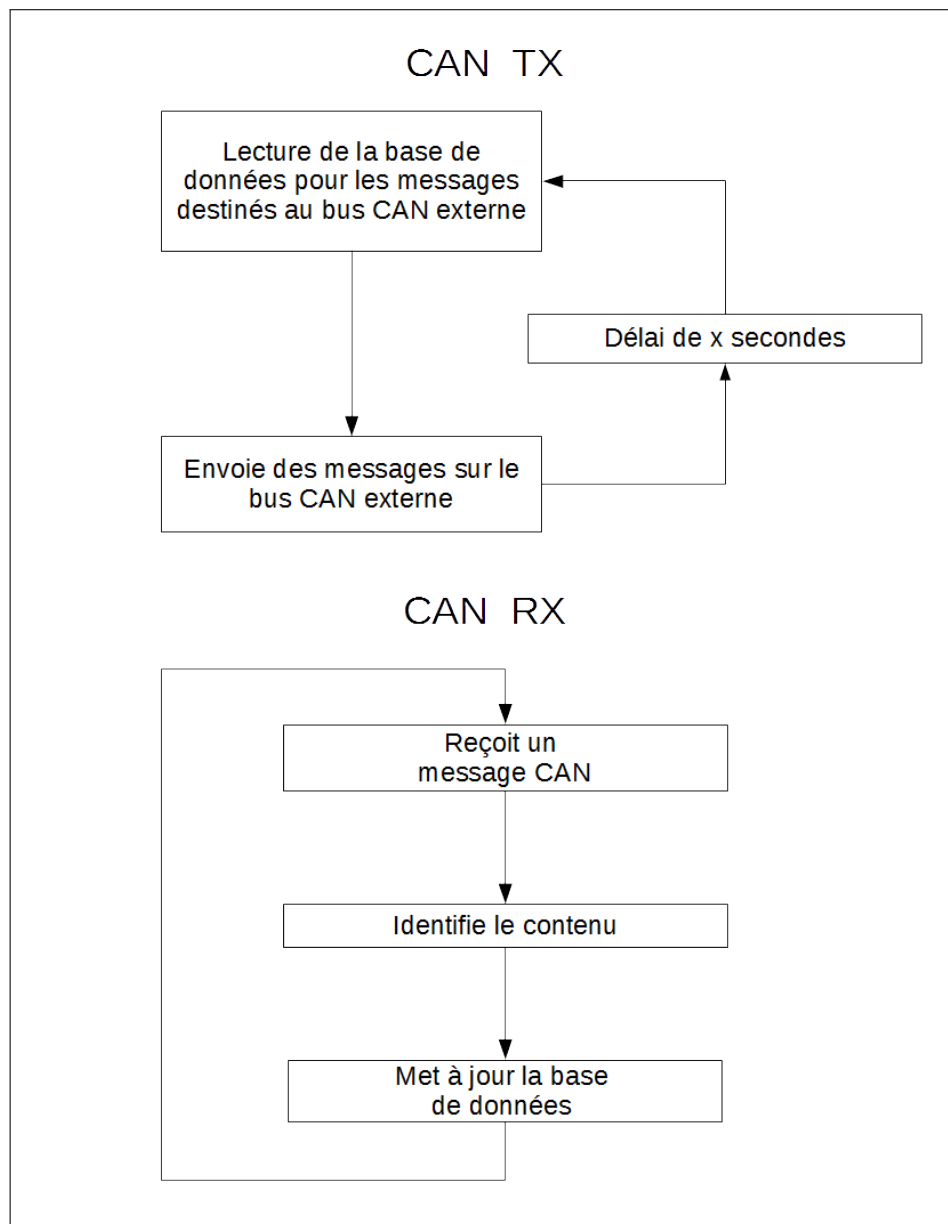 CAN TX
Lecture de la base de
données pour les messages
destinés au bus CAN externe
Délai de x secondes
Envoie des messages sur le
bus CAN externe
CAN RX
Reçoit un
message CAN
Identifie le contenu
Met à jour la base
de données